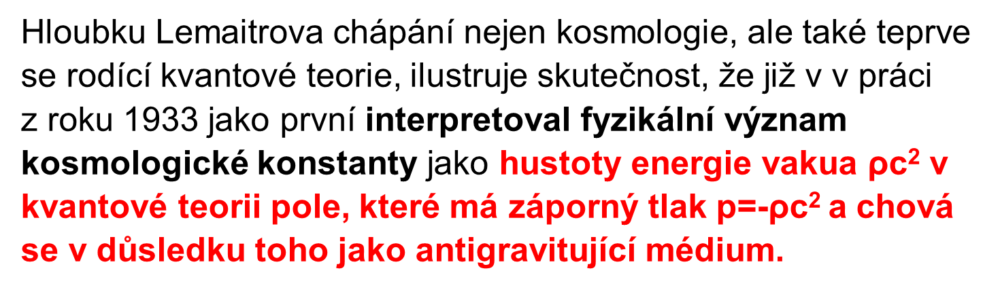 Hloubku Lemaitrova chápání nejen kosmologie, ale také teprve
se rodící kvantové teorie, ilustruje skutečnost, že již v v práci
z roku 1933 jako první interpretoval fyzikální význam
kosmologické konstanty jako hustoty energie vakua ρc² v
kvantové teorii pole, které má záporný tlak p=-ρc² a chová
se v důsledku toho jako antigravitující médium.